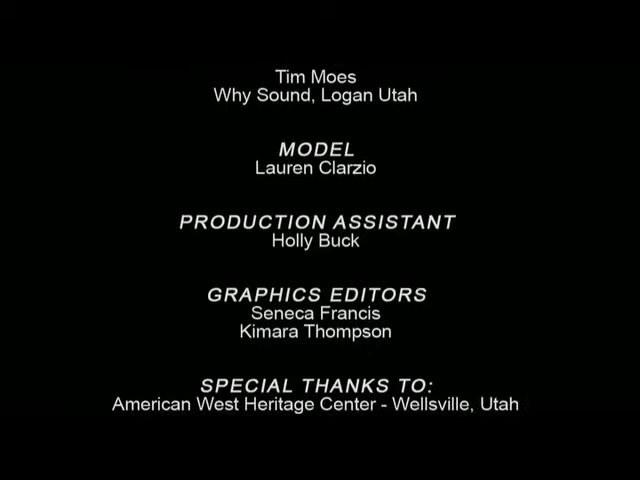 Tim Moes
Why Sound, Logan Utah
MODEL
Lauren Clarzio
PRODUCTION ASSISTANT
Holly Buck
GRAPHICS EDITORS
Seneca Francis
Kimara Thompson
SPECIAL THANKS TO:
American West Heritage Center - Wellsville, Utah